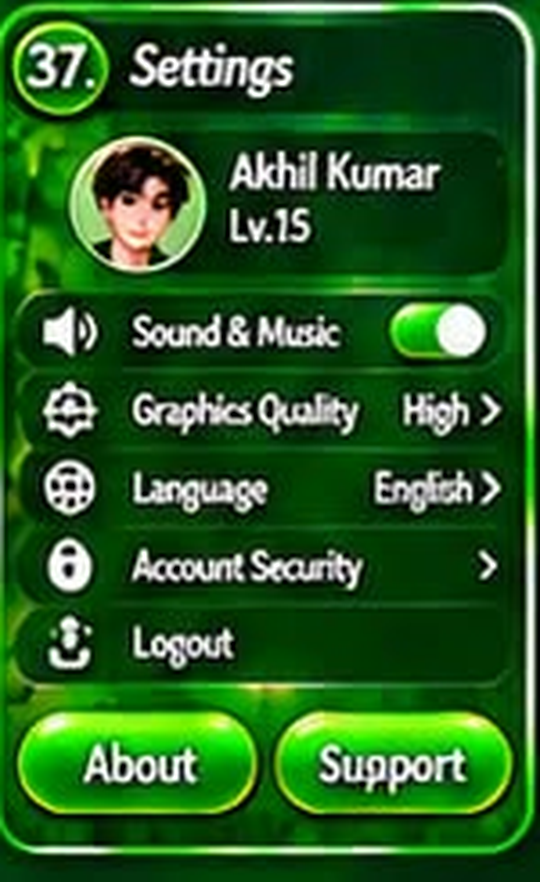 37. Settings
Akhil Kumar
Lv.15
Sound & Music
Graphics Quality High >
Language English >
Account Security >
Logout
About Support